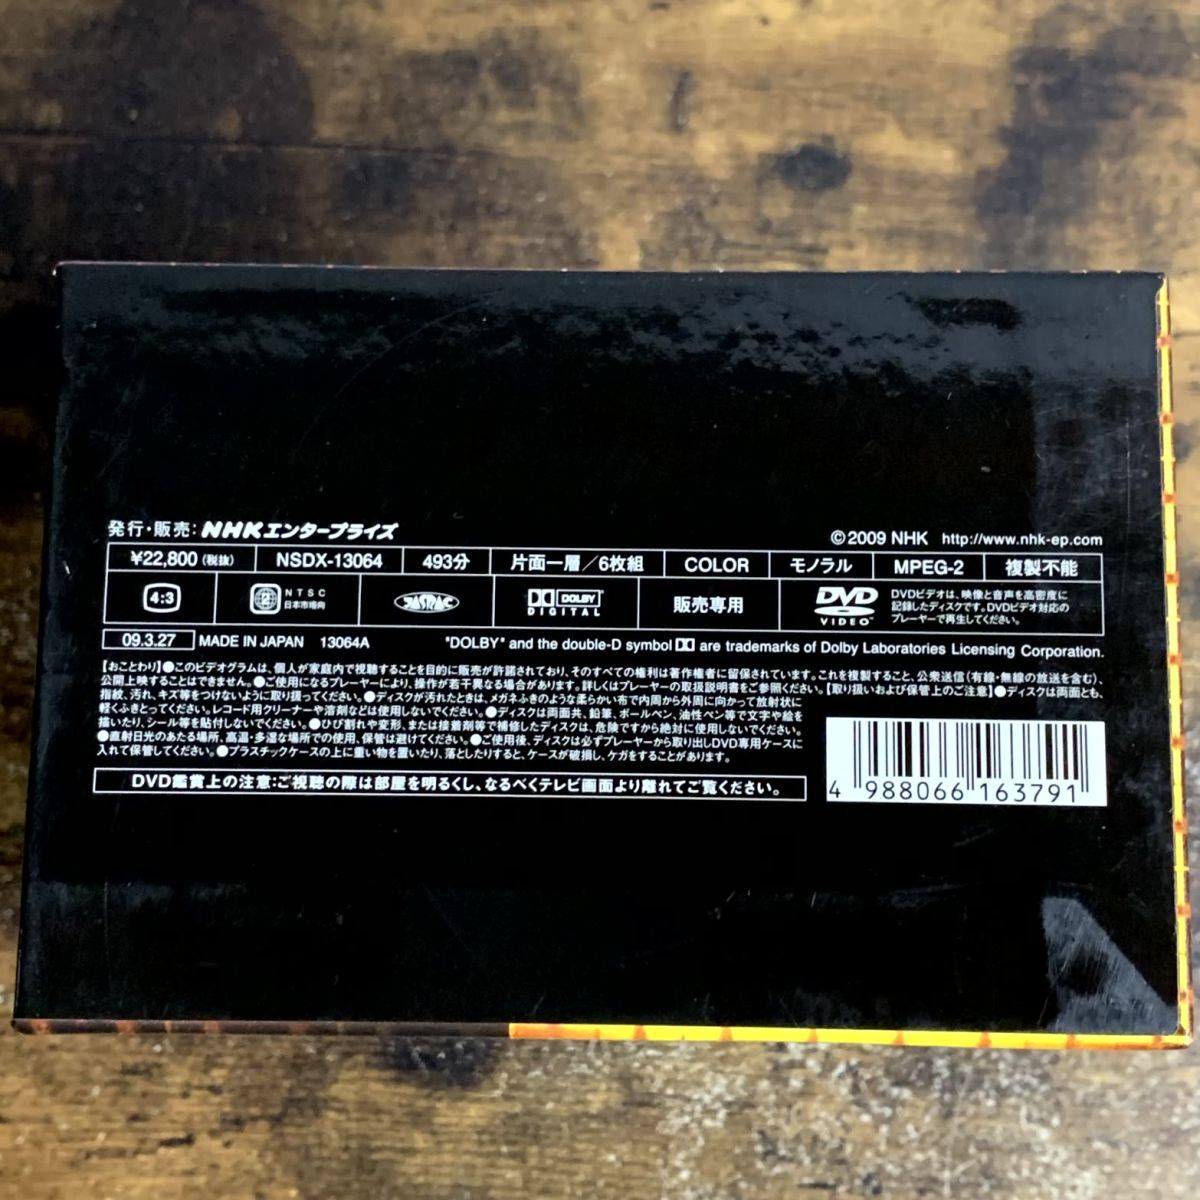 発行・販売: NHKエンタープライズ
©2009 NHK http://www.nhk-ep.com
¥22,800(税抜) NSDX-13064 493分 片面一層/6枚組 COLOR モノラル MPEG-2 複製不能
4:3 2 NTSC 日本市場向 JASRAC DOLBY DIGITAL 販売専用 DVD VIDEO
DVDビデオは、映像と音声を高密度に
記録したディスクです。DVDビデオ対応の
プレーヤーで再生してください。
09.3.27 MADE IN JAPAN 13064A "DOLBY" and the double-D symbol are trademarks of Dolby Laboratories Licensing Corporation.
【おことわり】●このビデオグラムは、個人が家庭内で視聴することを目的に販売が許諾されており、そのすべての権利は著作権者に留保されています。これを複製すること、公衆送信(有線・無線の放送を含む)、
公開上映することはできません。●ご使用になるプレーヤーにより、操作が若干異なる場合があります。詳しくはプレーヤーの取扱説明書をご参照ください。【取り扱いおよび保管上のご注意】●ディスクは両面とも、
指紋、汚れ、キズ等をつけないように取り扱ってください。●ディスクが汚れたときは、メガネふきのような柔らかい布で内周から外周に向かって放射状に
軽くふきとってください。レコード用クリーナーや溶剤などは使用しないでください。●ディスクは両面共、鉛筆、ボールペン、油性ペン等で文字や絵を
描いたり、シール等を貼付しないでください。●ひび割れや変形、または接着剤等で補修したディスクは、危険ですから絶対に使用しないでください。
●直射日光のあたる場所、高温・多湿な場所での使用、保管は避けてください。●ご使用後、ディスクは必ずプレーヤーから取り出しDVD専用ケースに
入れて保管してください。●プラスチックケースの上に重い物を置いたり、落としたりすると、ケースが破損し、ケガをすることがあります。
DVD鑑賞上の注意:ご視聴の際は部屋を明るくし、なるべくテレビ画面より離れてご覧ください。
4 988066 163791